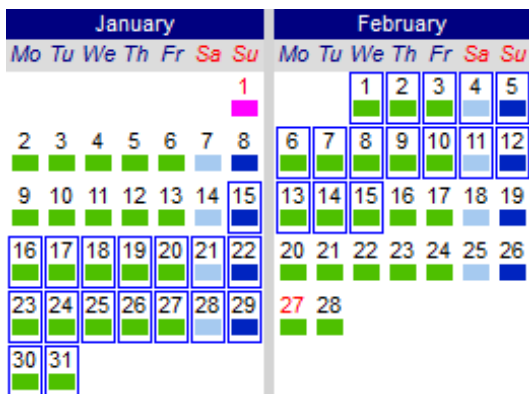 January
Mo Tu We Th Fr Sa Su
1
2 3 4 5 6 7 8
9 10 11 12 13 14 15
16 17 18 19 20 21 22
23 24 25 26 27 28 29
30 31
February
Mo Tu We Th Fr Sa Su
1 2 3 4 5
6 7 8 9 10 11 12
13 14 15 16 17 18 19
20 21 22 23 24 25 26
27 28